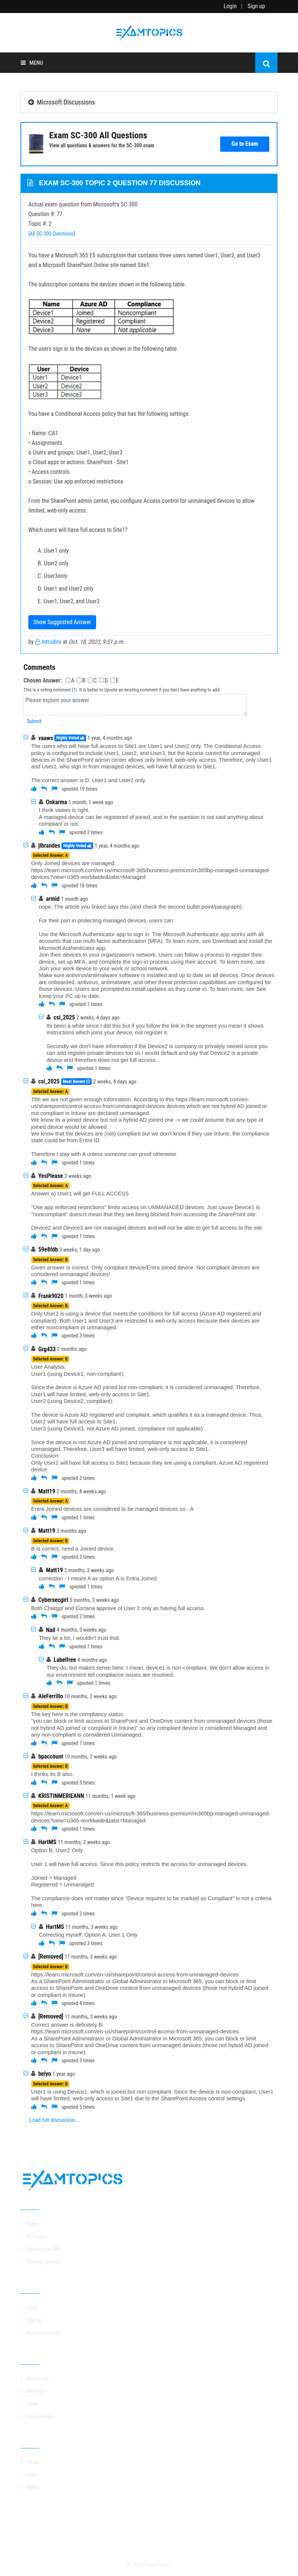 Login | Sign up
EXAMTOPICS
MENU
Microsoft Discussions
Exam SC-300 All Questions
View all questions & answers for the SC-300 exam
Go to Exam
EXAM SC-300 TOPIC 2 QUESTION 77 DISCUSSION
Actual exam question from Microsoft's SC-300
Question #: 77
Topic #: 2
[All SC-300 Questions]
You have a Microsoft 365 E5 subscription that contains three users named User1, User2, and User3
and a Microsoft SharePoint Online site named Site1.
The subscription contains the devices shown in the following table.
Name Azure AD Compliance
Device1 Joined Noncompliant
Device2 Registered Compliant
Device3 None Not applicable
The users sign in to the devices as shown in the following table.
User Device
User1 Device1
User2 Device2
User3 Device3
You have a Conditional Access policy that has the following settings:
• Name: CA1
• Assignments
o Users and groups: User1, User2, User3
o Cloud apps or actions: SharePoint - Site1
• Access controls
o Session: Use app enforced restrictions
From the SharePoint admin center, you configure Access control for unmanaged devices to allow
limited, web-only access.
Which users will have full access to Site1?
A. User1 only
B. User2 only
C. User3only
D. User1 and User2 only
E. User1, User2, and User3
Show Suggested Answer
by Intrudire at Oct. 18, 2023, 9:51 p.m.
Comments
Chosen Answer: A B C D E
This is a voting comment (?). It is better to Upvote an existing comment if you don't have anything to add.
Please explain your answer
Submit
vaaws Highly Voted 1 year, 4 months ago
The users who will have full access to Site1 are User1 and User2 only. The Conditional Access
policy is configured to include User1, User2, and User3, but the Access control for unmanaged
devices in the SharePoint admin center allows only limited, web-only access. Therefore, only User1
and User2, who sign in from managed devices, will have full access to Site1.
The correct answer is D. User1 and User2 only.
upvoted 19 times
Oskarma 1 month, 1 week ago
I think vaaws is right.
A managed device can be registered of joined, and in the question is not said anything about
compliant or not.
upvoted 2 times
jlbrandes Highly Voted 1 year, 4 months ago
Selected Answer: A
Only Joined devices are managed.
https://learn.microsoft.com/en-us/microsoft-365/business-premium/m365bp-managed-unmanaged-
devices?view=o365-worldwide&tabs=Managed
upvoted 16 times
armid 1 month ago
nope. The article you linked says this (and check the second bullet point paragraph)
For their part in protecting managed devices, users can:
Use the Microsoft Authenticator app to sign in. The Microsoft Authenticator app works with all
accounts that use multi-factor authentication (MFA). To learn more, see Download and install the
Microsoft Authenticator app.
Join their devices to your organization's network. Users can follow a process to register their
device, set up MFA, and complete the sign-in process using their account. To learn more, see
Join your work device to your work or school network.
Make sure antivirus/antimalware software is installed and up to date on all devices. Once devices
are onboarded, antivirus, antimalware, and other threat protection capabilities are configured for
those devices. Users are prompted to install updates as they come in. To learn more, see See
Keep your PC up to date.
upvoted 1 times
csi_2025 2 weeks, 4 days ago
Its been a while since I did this but if you follow the link in the segment you mean it shows
instructions which join your device, not register it.
Secondly we don't have information if the Device2 is company or privately owned since you
can add register private devices too so I would default and say that Device2 is a private
device and therefore does not get full access.
upvoted 1 times
csi_2025 Most Recent 2 weeks, 4 days ago
Selected Answer: A
Tbh we are not given enough information. According to this https://learn.microsoft.com/en-
us/sharepoint/control-access-from-unmanaged-devices devices which are not hybrid AD joined or
not compliant in Intune are declared unmanaged.
We know its a joined device but not a hybrid AD joined one -> we could assume that any type of
joined device would be allowed
We know that the devices are (not) compliant but we don't know if they use Intune, the compliance
state could be from Entra ID.
Therefore I stay with A unless someone can offer proof otherwise.
upvoted 1 times
YesPlease 3 weeks ago
Selected Answer: A
Answer a) User1 will get FULL ACCESS
"Use app enforced restrictions" limits access on UNMANAGED devices. Just cause Device1 is
"noncompliant" doesn't mean that they are being blocked from accessing the SharePoint site.
Device2 and Device3 are not managed devices and will not be able to get full access to the site.
upvoted 1 times
59e8fdb 3 weeks, 1 day ago
Selected Answer: B
Given answer is correct. Only compliant device/Entra joined device. Not compliant devices are
considered unmanaged devices!
upvoted 1 times
Frank9020 1 month, 3 weeks ago
Selected Answer: B
Only User2 is using a device that meets the conditions for full access (Azure AD registered and
compliant). Both User1 and User3 are restricted to web-only access because their devices are
either noncompliant or unmanaged.
upvoted 3 times
Grg433 2 months ago
Selected Answer: B
User Analysis:
User1 (using Device1, non-compliant):
Since the device is Azure AD joined but non-compliant, it is considered unmanaged. Therefore,
User1 will have limited, web-only access to Site1.
User2 (using Device2, compliant):
The device is Azure AD registered and compliant, which qualifies it as a managed device. Thus,
User2 will have full access to Site1.
User3 (using Device3, not Azure AD joined, compliance not applicable):
Since the device is not Azure AD joined and compliance is not applicable, it is considered
unmanaged. Therefore, User3 will have limited, web-only access to Site1.
Conclusion:
Only User2 will have full access to Site1 because they are using a compliant, Azure AD registered
device.
upvoted 2 times
Matt19 2 months, 4 weeks ago
Selected Answer: A
Entra Joined devices are considered to be managed devices so - A
upvoted 1 times
Matt19 3 months ago
Selected Answer: B
B is correct, need a Joined device.
upvoted 3 times
Matt19 2 months, 3 weeks ago
correction - I meant A as option A is Entra Joined
upvoted 1 times
Cybersecgirl 5 months, 3 weeks ago
Both Chatgpt and Cortana approve of User 2 only as having full access.
upvoted 2 times
Nail 4 months, 3 weeks ago
They lie a lot, I wouldn't trust that.
upvoted 1 times
Labelfree 4 months ago
They do, but makes sense here. I mean, device1 is non-compliant. We don't allow access in
our environment tell compliance issues are resolved.
upvoted 1 times
AleFerrillo 10 months, 2 weeks ago
Selected Answer: B
The key here is the compliancy status.
"you can block or limit access to SharePoint and OneDrive content from unmanaged devices (those
not hybrid AD joined or compliant in Intune)" so any compliant device is considered Managed and
any non-compliant is considered Unmanaged.
upvoted 7 times
bpaccount 10 months, 2 weeks ago
Selected Answer: B
I thinks its B also.
upvoted 5 times
KRISTINMERIEANN 11 months, 1 week ago
Selected Answer: A
https://learn.microsoft.com/en-us/microsoft-365/business-premium/m365bp-managed-unmanaged-
devices?view=o365-worldwide&tabs=Managed
upvoted 1 times
HartMS 11 months, 3 weeks ago
Option B: User2 Only
User 1 will have full access. Since this policy restricts the access for unmanaged devices.
Joined = Managed
Registered = Unmanaged
The compliance does not matter since "Device requires to be marked as Compliant" is not a criteria
here.
upvoted 3 times
HartMS 11 months, 3 weeks ago
Correcting myself: Option A: User 1 Only
upvoted 3 times
[Removed] 11 months, 3 weeks ago
Selected Answer: B
https://learn.microsoft.com/en-us/sharepoint/control-access-from-unmanaged-devices
As a SharePoint Administrator or Global Administrator in Microsoft 365, you can block or limit
access to SharePoint and OneDrive content from unmanaged devices (those not hybrid AD joined
or compliant in Intune).
upvoted 4 times
[Removed] 11 months, 3 weeks ago
Correct answer is definitely B:
https://learn.microsoft.com/en-us/sharepoint/control-access-from-unmanaged-devices
As a SharePoint Administrator or Global Administrator in Microsoft 365, you can block or limit
access to SharePoint and OneDrive content from unmanaged devices (those not hybrid AD joined
or compliant in Intune).
upvoted 3 times
belyo 1 year ago
Selected Answer: B
User1 is using Device1, which is joined but non-compliant. Since the device is non-compliant, User1
will have limited, web-only access to Site1 due to the SharePoint Access control settings.
upvoted 5 times
Load full discussion...
EXAMTOPICS